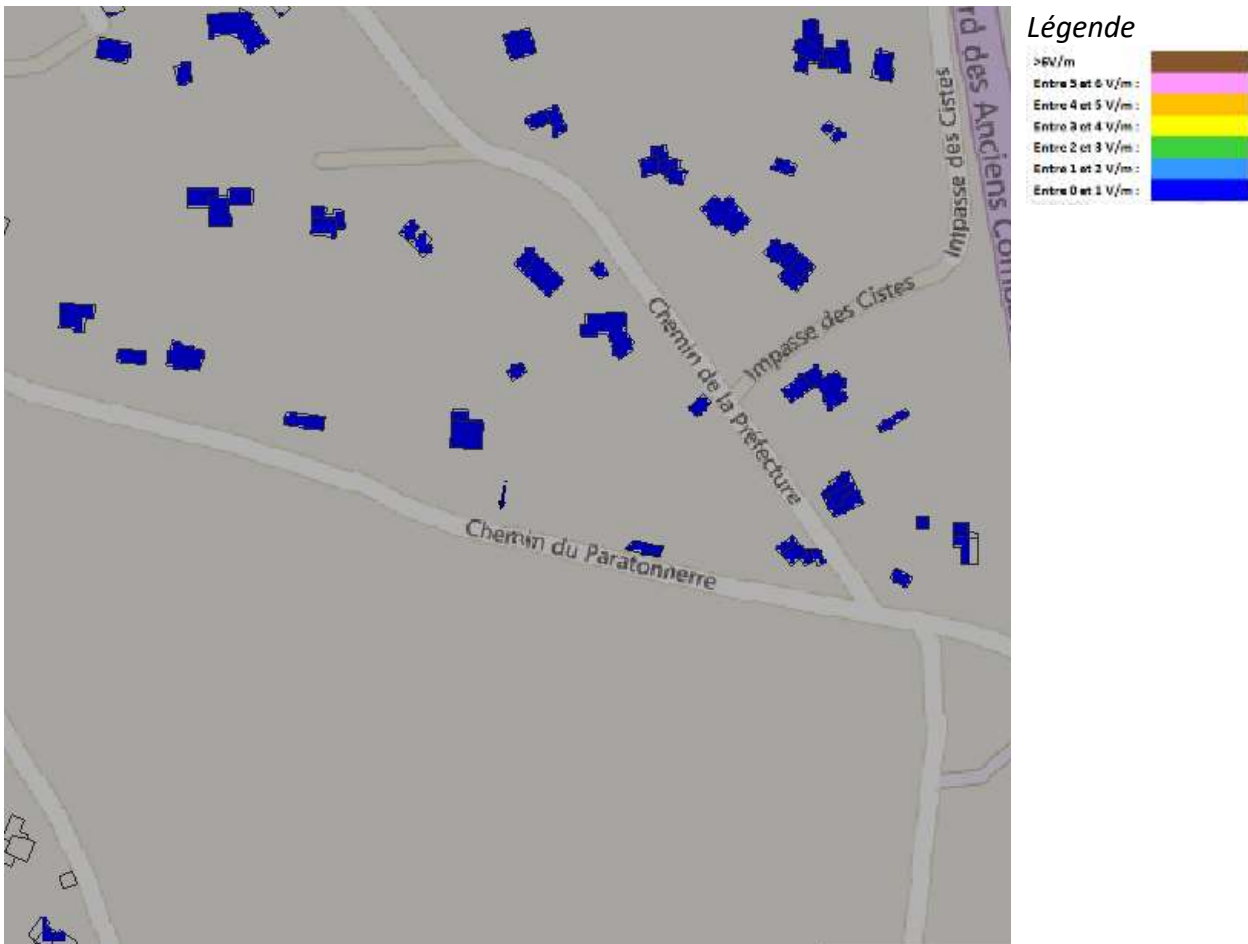 Légende
>6V/m
Entre 5 et 6 V/m :
Entre 4 et 5 V/m :
Entre 3 et 4 V/m :
Entre 2 et 3 V/m :
Entre 1 et 2 V/m :
Entre 0 et 1 V/m :
rd des Anciens Comba
Impasse des Cistes
Impasse des Cistes
Chemin de la Préfecture
Chemin du Paratonnerre